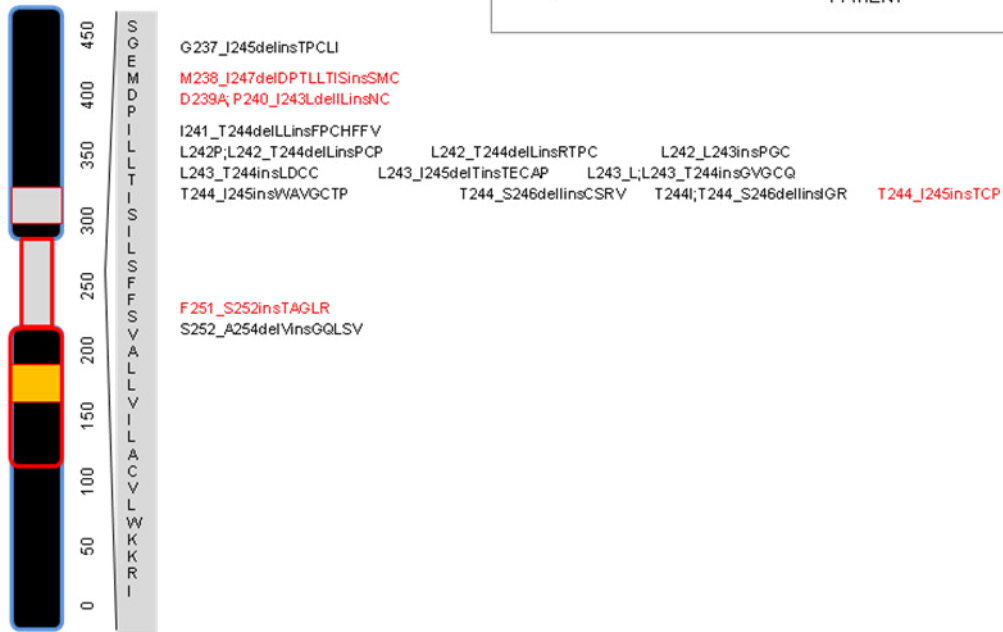 PATIENT
450
400
350
300
250
200
150
100
50
0
SGEMDPILLTISILSFFSVALLVILACVLWKKRI
G237_I245delinsTPCLI
M238_I247delDPTLLTISinsSMC
D239A; P240_I243LdelILinsNC
I241_T244delLLinsFPCHFFV
L242P;L242_T244delLinsPCP L242_T244delLinsRTPC L242_L243insPGC
L243_T244insLDCC L243_I245delTinsTECAP L243_L;L243_T244insGVGCQ
T244_I245insWAVGCTP T244_S246delIinsCSRV T244I;T244_S246delIinsIGR T244_I245insTCP
F251_S252insTAGLR
S252_A254delVinsGQLSV